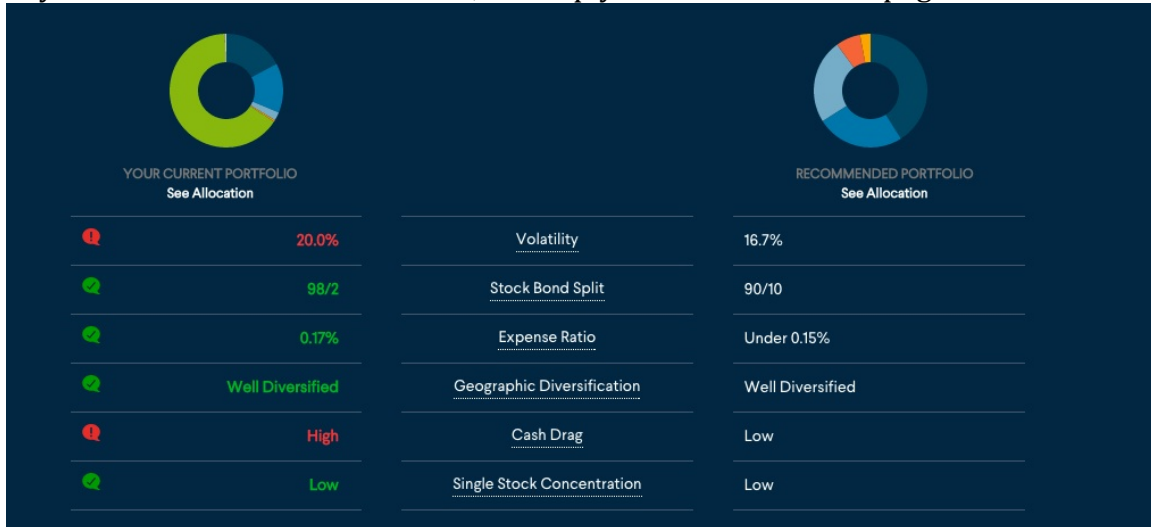 YOUR CURRENT PORTFOLIO
See Allocation
RECOMMENDED PORTFOLIO
See Allocation
20.0% Volatility 16.7%
98/2 Stock Bond Split 90/10
0.17% Expense Ratio Under 0.15%
Well Diversified Geographic Diversification Well Diversified
High Cash Drag Low
Low Single Stock Concentration Low